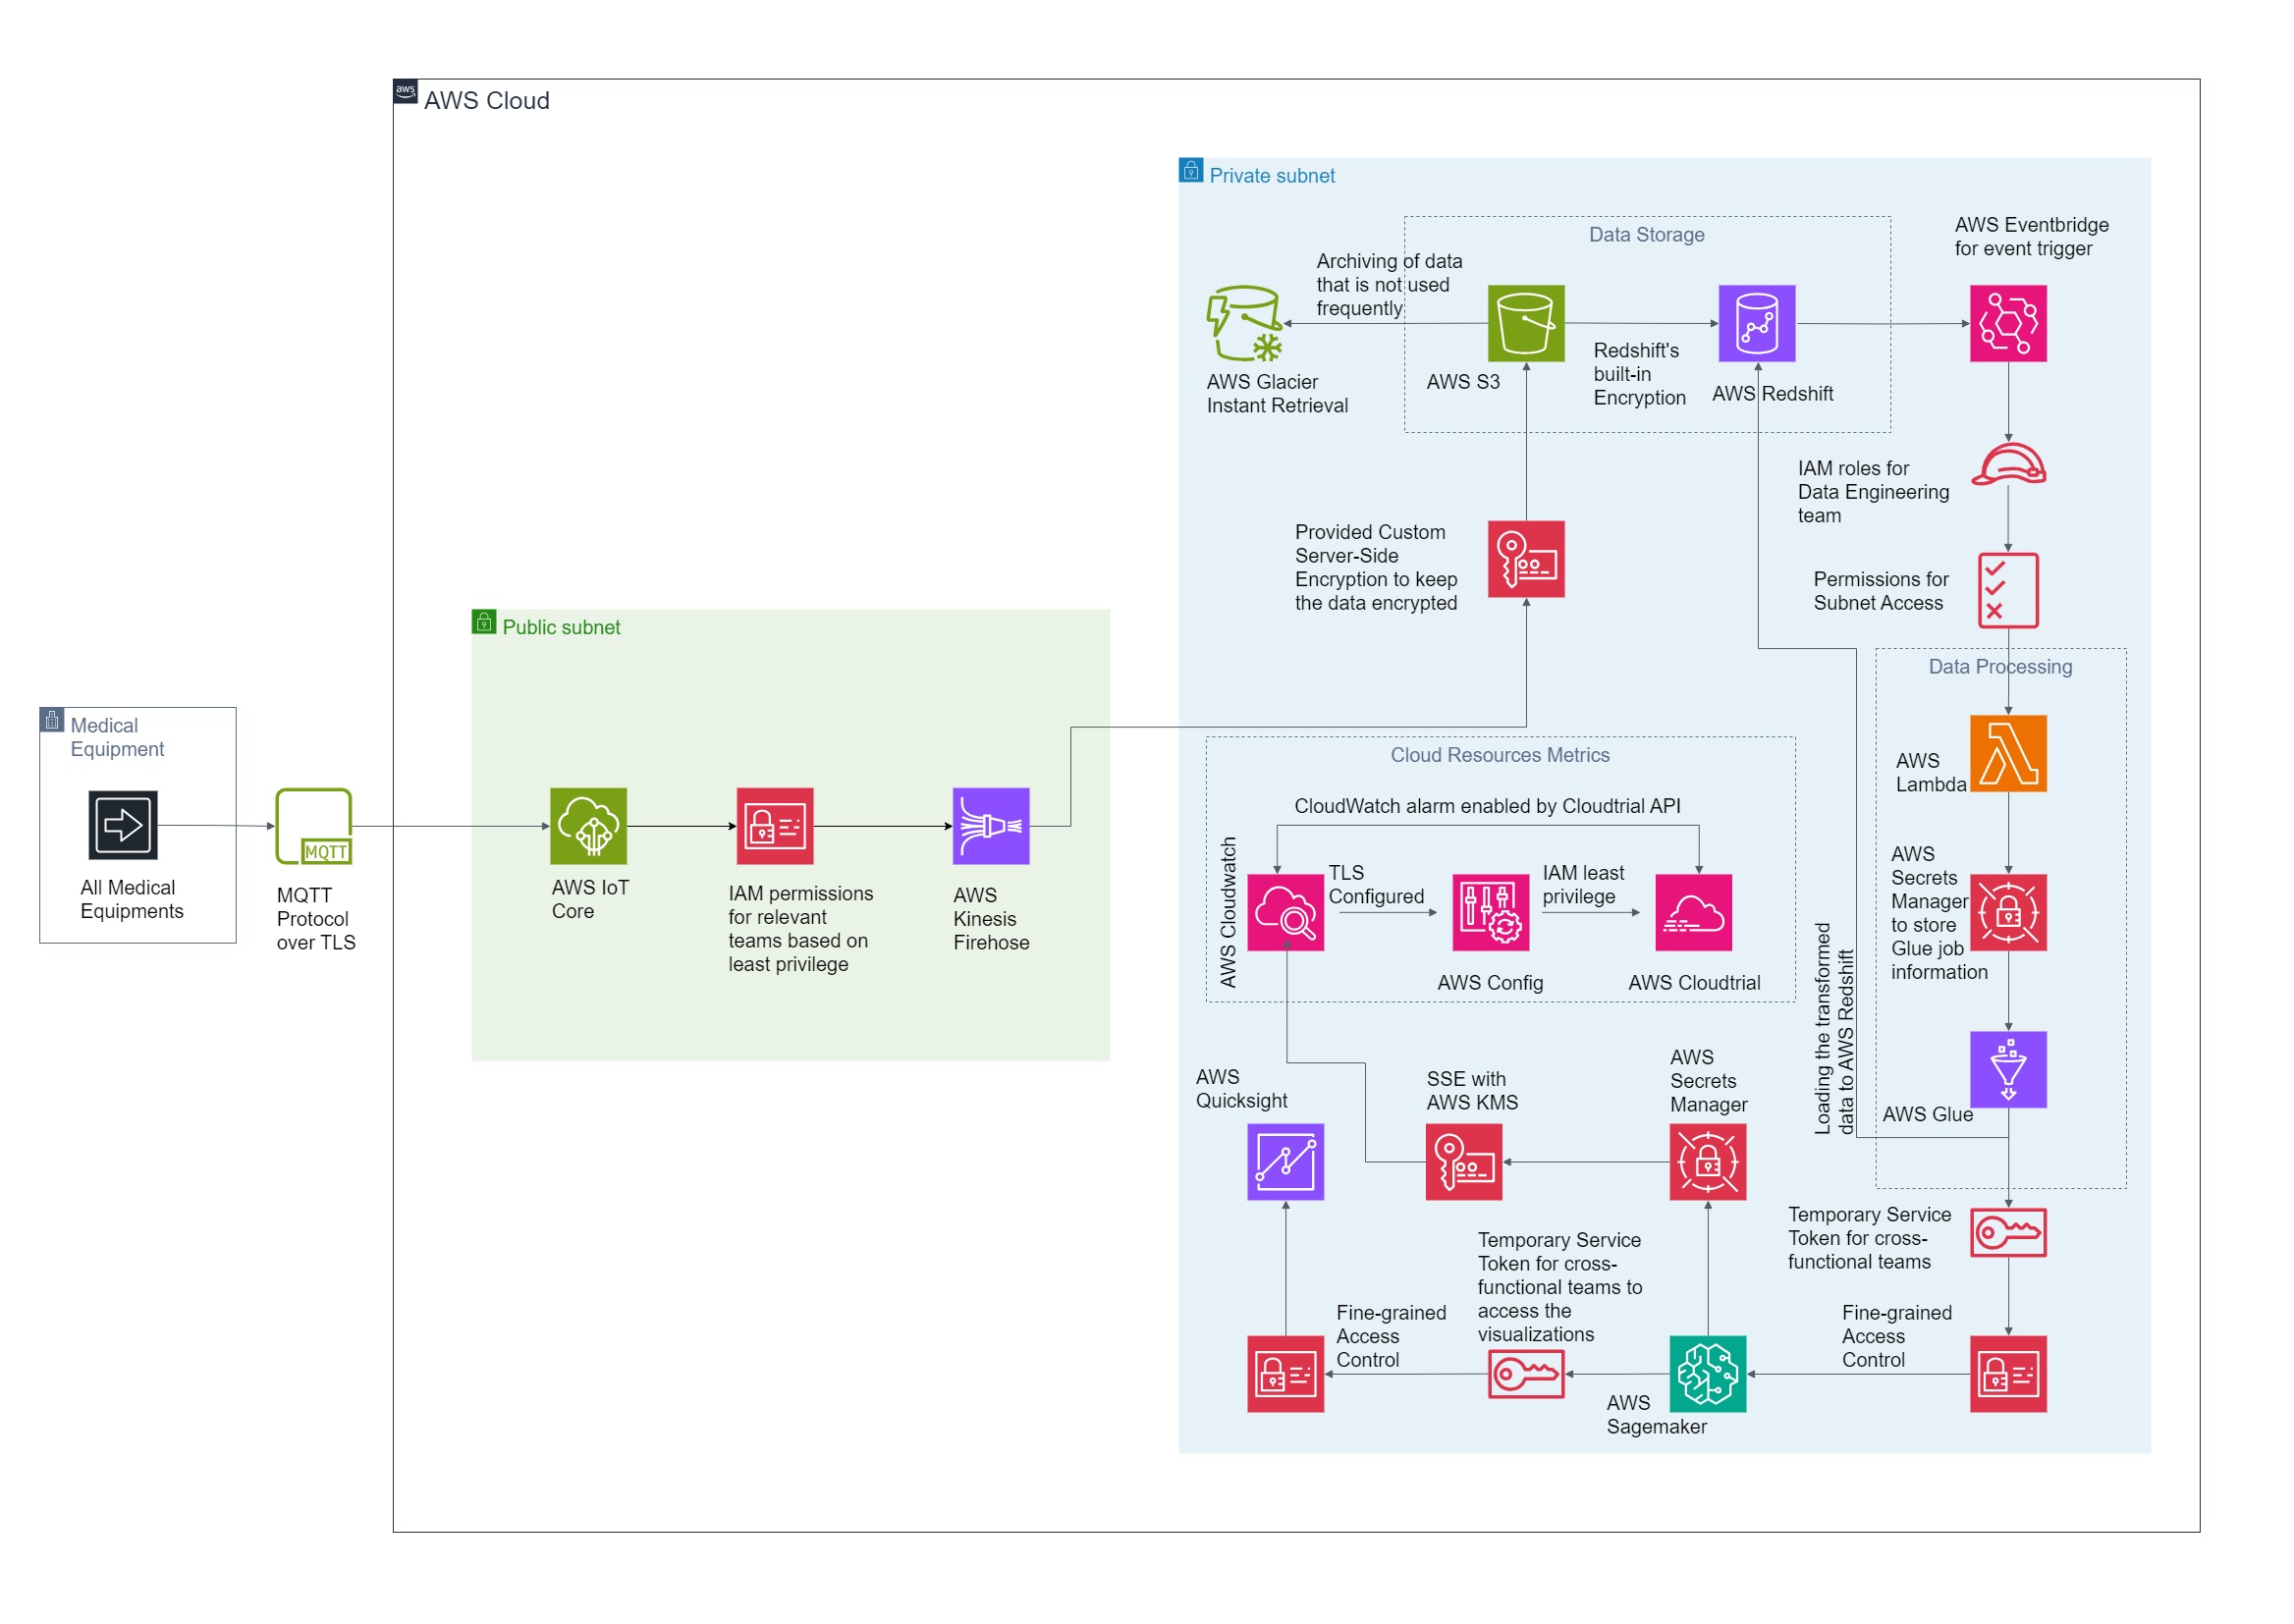 aws
AWS Cloud
Private subnet
Data Storage
AWS Eventbridge
for event trigger
Archiving of data
that is not used
frequently
AWS Glacier
Instant Retrieval
AWS S3
Redshift's
built-in
Encryption
AWS Redshift
IAM roles for
Data Engineering
team
Provided Custom
Server-Side
Encryption to keep
the data encrypted
Permissions for
Subnet Access
Public subnet
Medical
Equipment
All Medical
Equipments
MQTT
MQTT
Protocol
over TLS
AWS IoT
Core
IAM permissions
for relevant
teams based on
least privilege
AWS
Kinesis
Firehose
Cloud Resources Metrics
CloudWatch alarm enabled by Cloudtrial API
AWS Cloudwatch
TLS
Configured
IAM least
privilege
AWS Config
AWS Cloudtrial
Data Processing
AWS
Lambda
AWS
Secrets
Manager
to store
Glue job
information
AWS Glue
Loading the transformed
data to AWS Redshift
AWS
Quicksight
SSE with
AWS KMS
AWS
Secrets
Manager
Temporary Service
Token for cross-
functional teams
Temporary Service
Token for cross-
functional teams to
access the
visualizations
Fine-grained
Access
Control
AWS
Sagemaker
Fine-grained
Access
Control